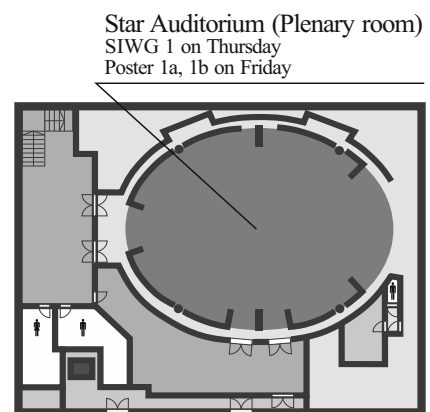 Star Auditorium (Plenary room)
SIWG 1 on Thursday
Poster 1a, 1b on Friday